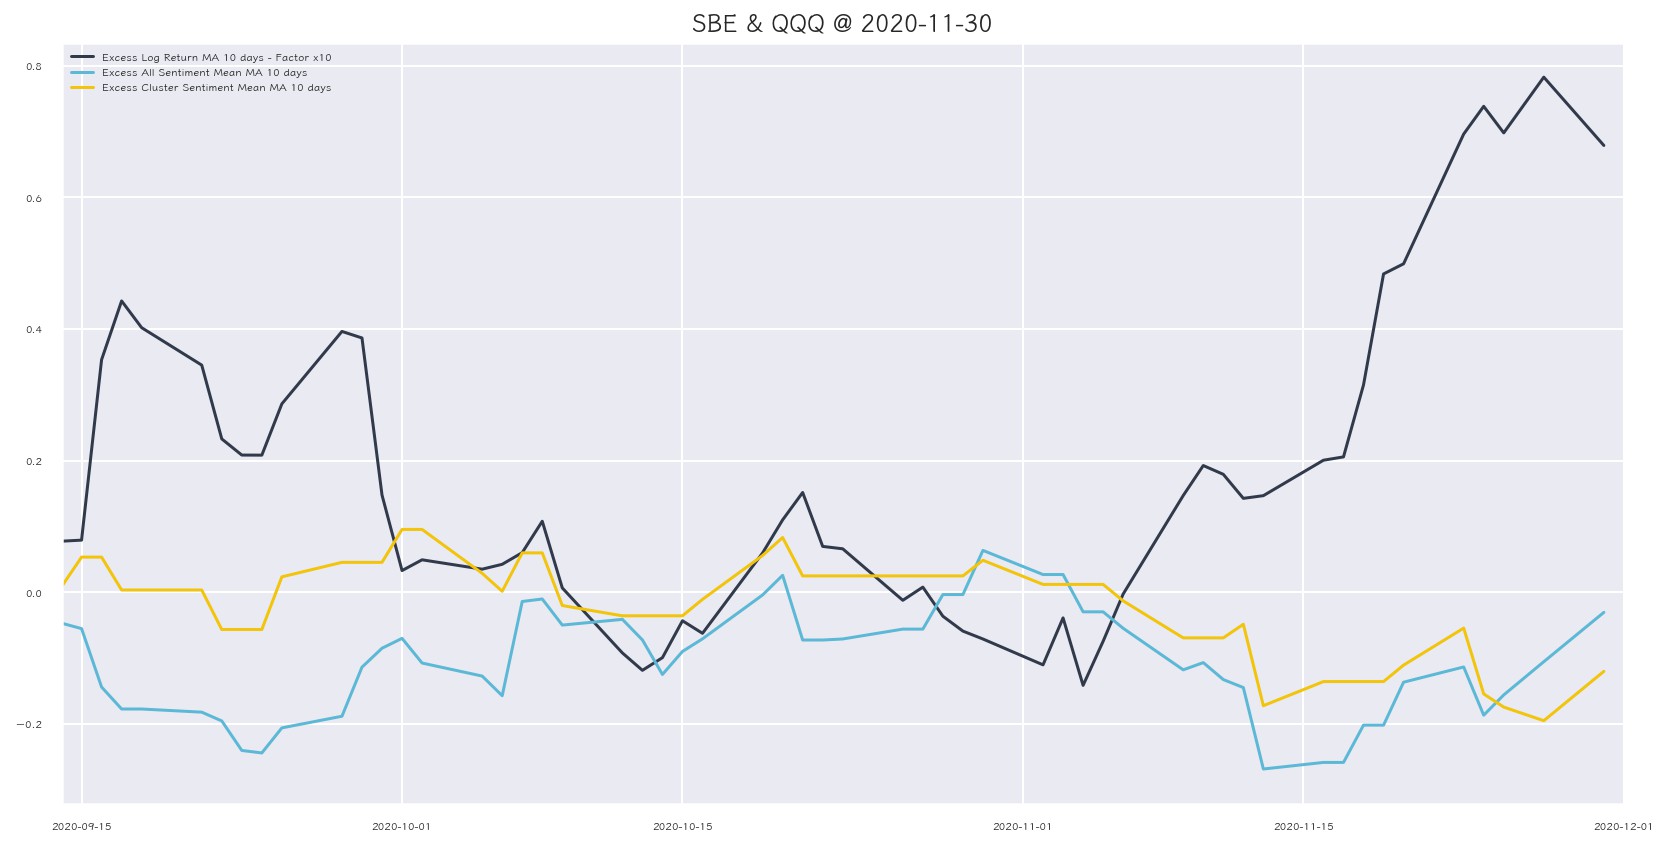 SBE & QQQ @ 2020-11-30
Excess Log Return MA 10 days - Factor x10
Excess All Sentiment Mean MA 10 days
Excess Cluster Sentiment Mean MA 10 days
0.8
0.6
0.4
0.2
0.0
−0.2
2020-09-15 2020-10-01 2020-10-15 2020-11-01 2020-11-15 2020-12-01